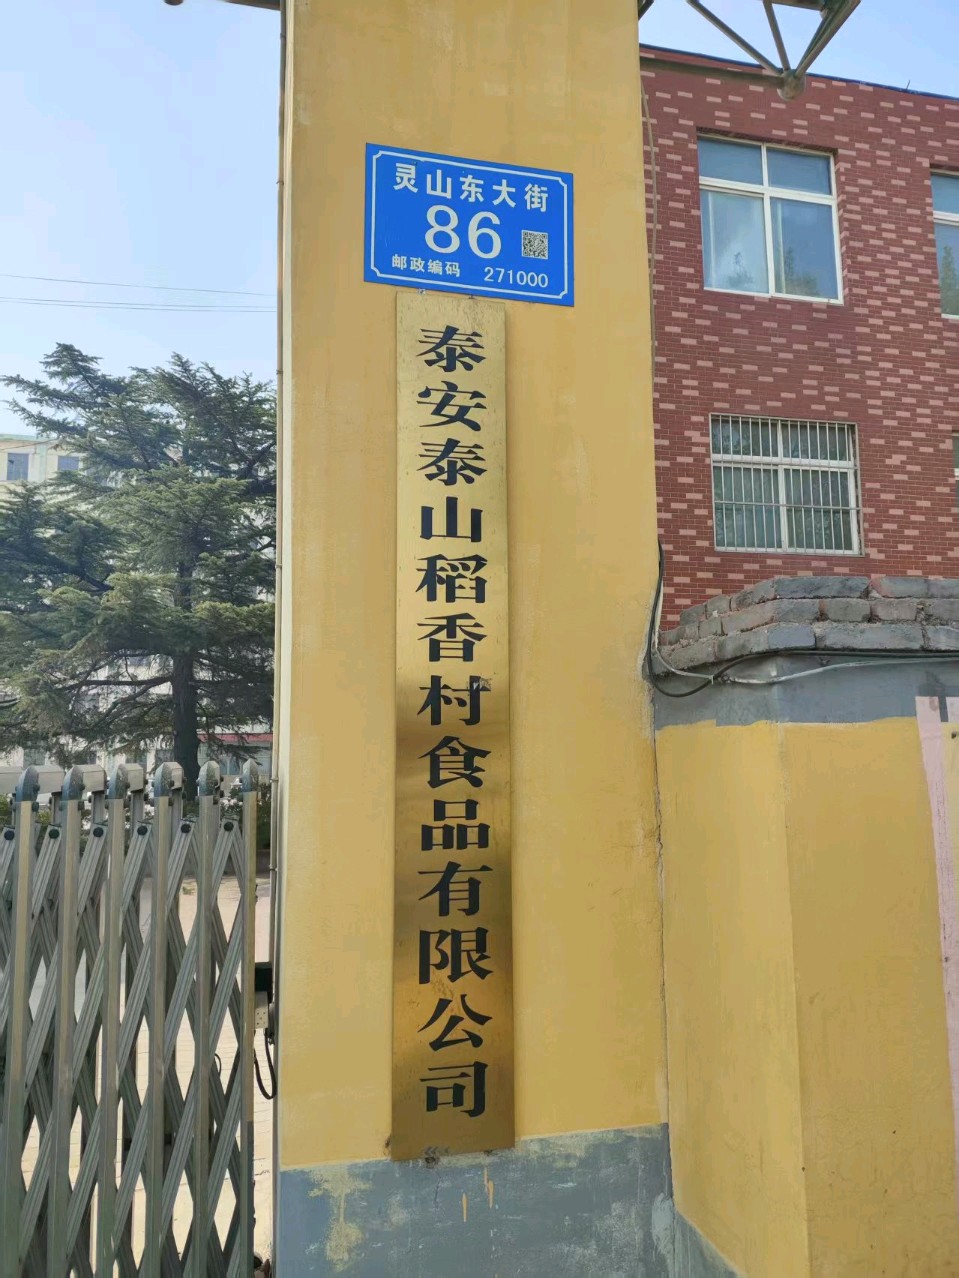 灵山东大街
86
邮政编码 271000
泰安泰山稻香村食品有限公司